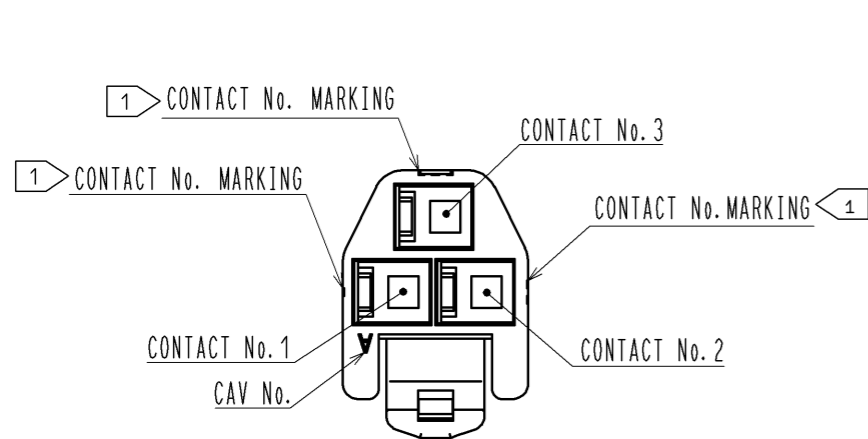 1 CONTACT No. MARKING
CONTACT No.3
1 CONTACT No. MARKING
CONTACT No.MARKING 1
CONTACT No.1
A
CONTACT No.2
CAV No.